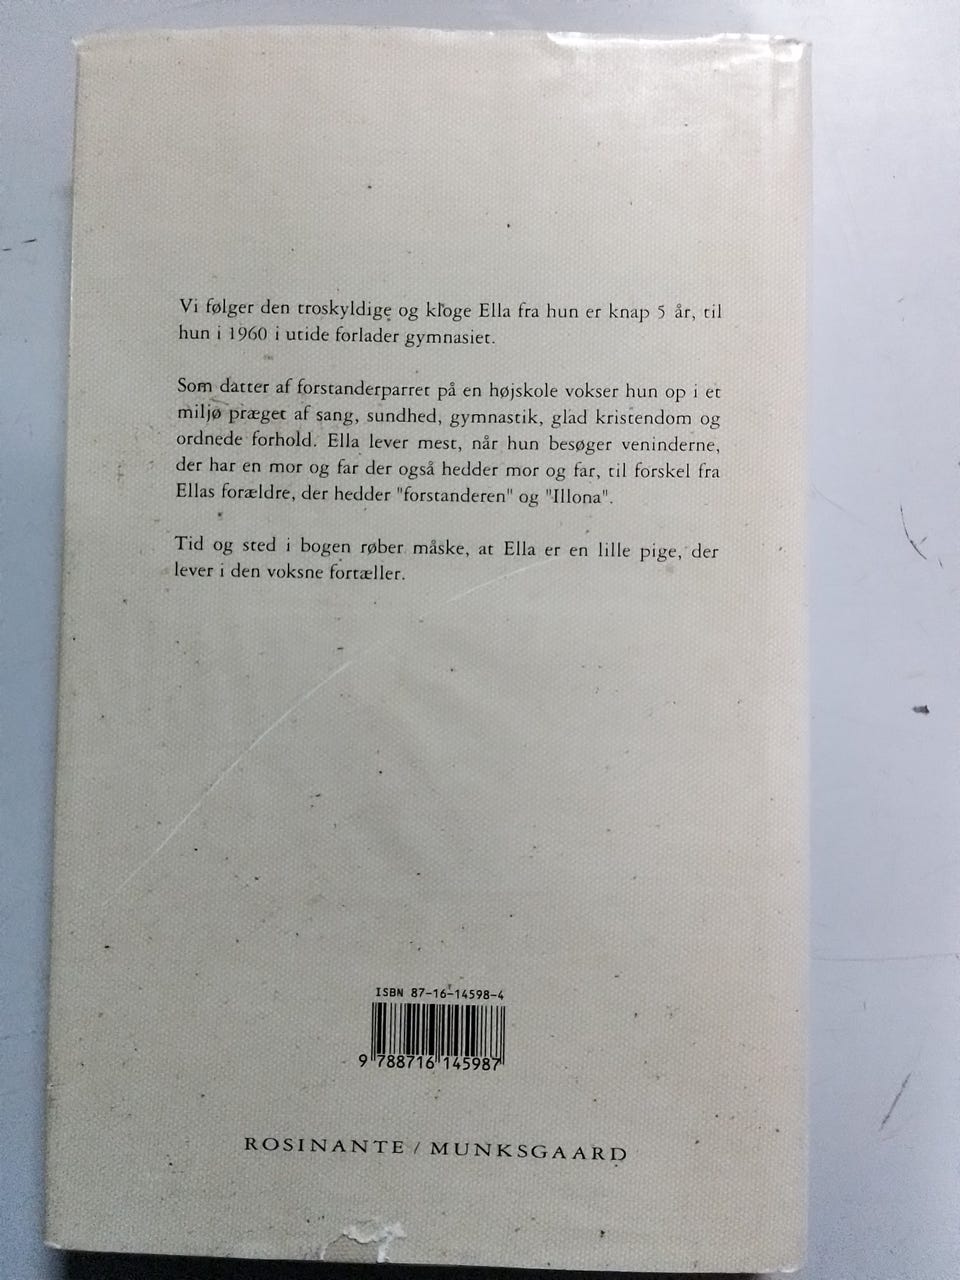 Vi følger den troskyldige og kloge Ella fra hun er knap 5 år, til
hun i 1960 i utide forlader gymnasiet.
Som datter af forstanderparret på en højskole vokser hun op i et
miljø præget af sang, sundhed, gymnastik, glad kristendom og
ordnede forhold. Ella lever mest, når hun besøger veninderne,
der har en mor og far der også hedder mor og far, til forskel fra
Ellas forældre, der hedder "forstanderen" og "Illona".
Tid og sted i bogen røber måske, at Ella er en lille pige, der
lever i den voksne fortæller.
ISBN 87-16-14598-4
9 788716 145987
ROSINANTE / MUNKSGAARD